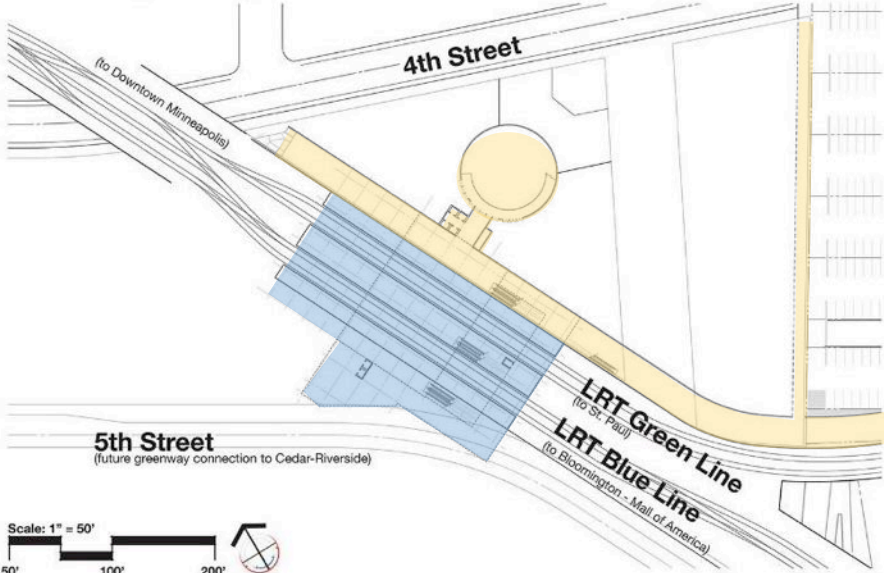 4th Street
(to Downtown Minneapolis)
LRT Green Line
(to St. Paul)
LRT Blue Line
(to Bloomington - Mall of America)
5th Street
(future greenway connection to Cedar-Riverside)
Scale: 1" = 50'
50' 100' 200'